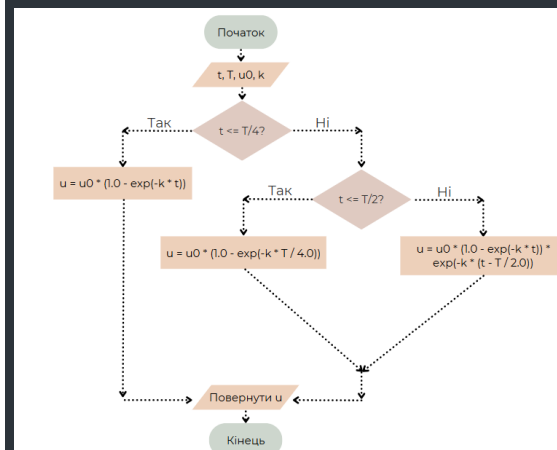 Початок
t, T, u0, k
t <= T/4?
Так
Ні
u = u0 * (1.0 - exp(-k * t))
t <= T/2?
Так
Ні
u = u0 * (1.0 - exp(-k * T / 4.0))
u = u0 * (1.0 - exp(-k * t)) *
exp(-k * (t - T / 2.0))
Повернути u
Кінець